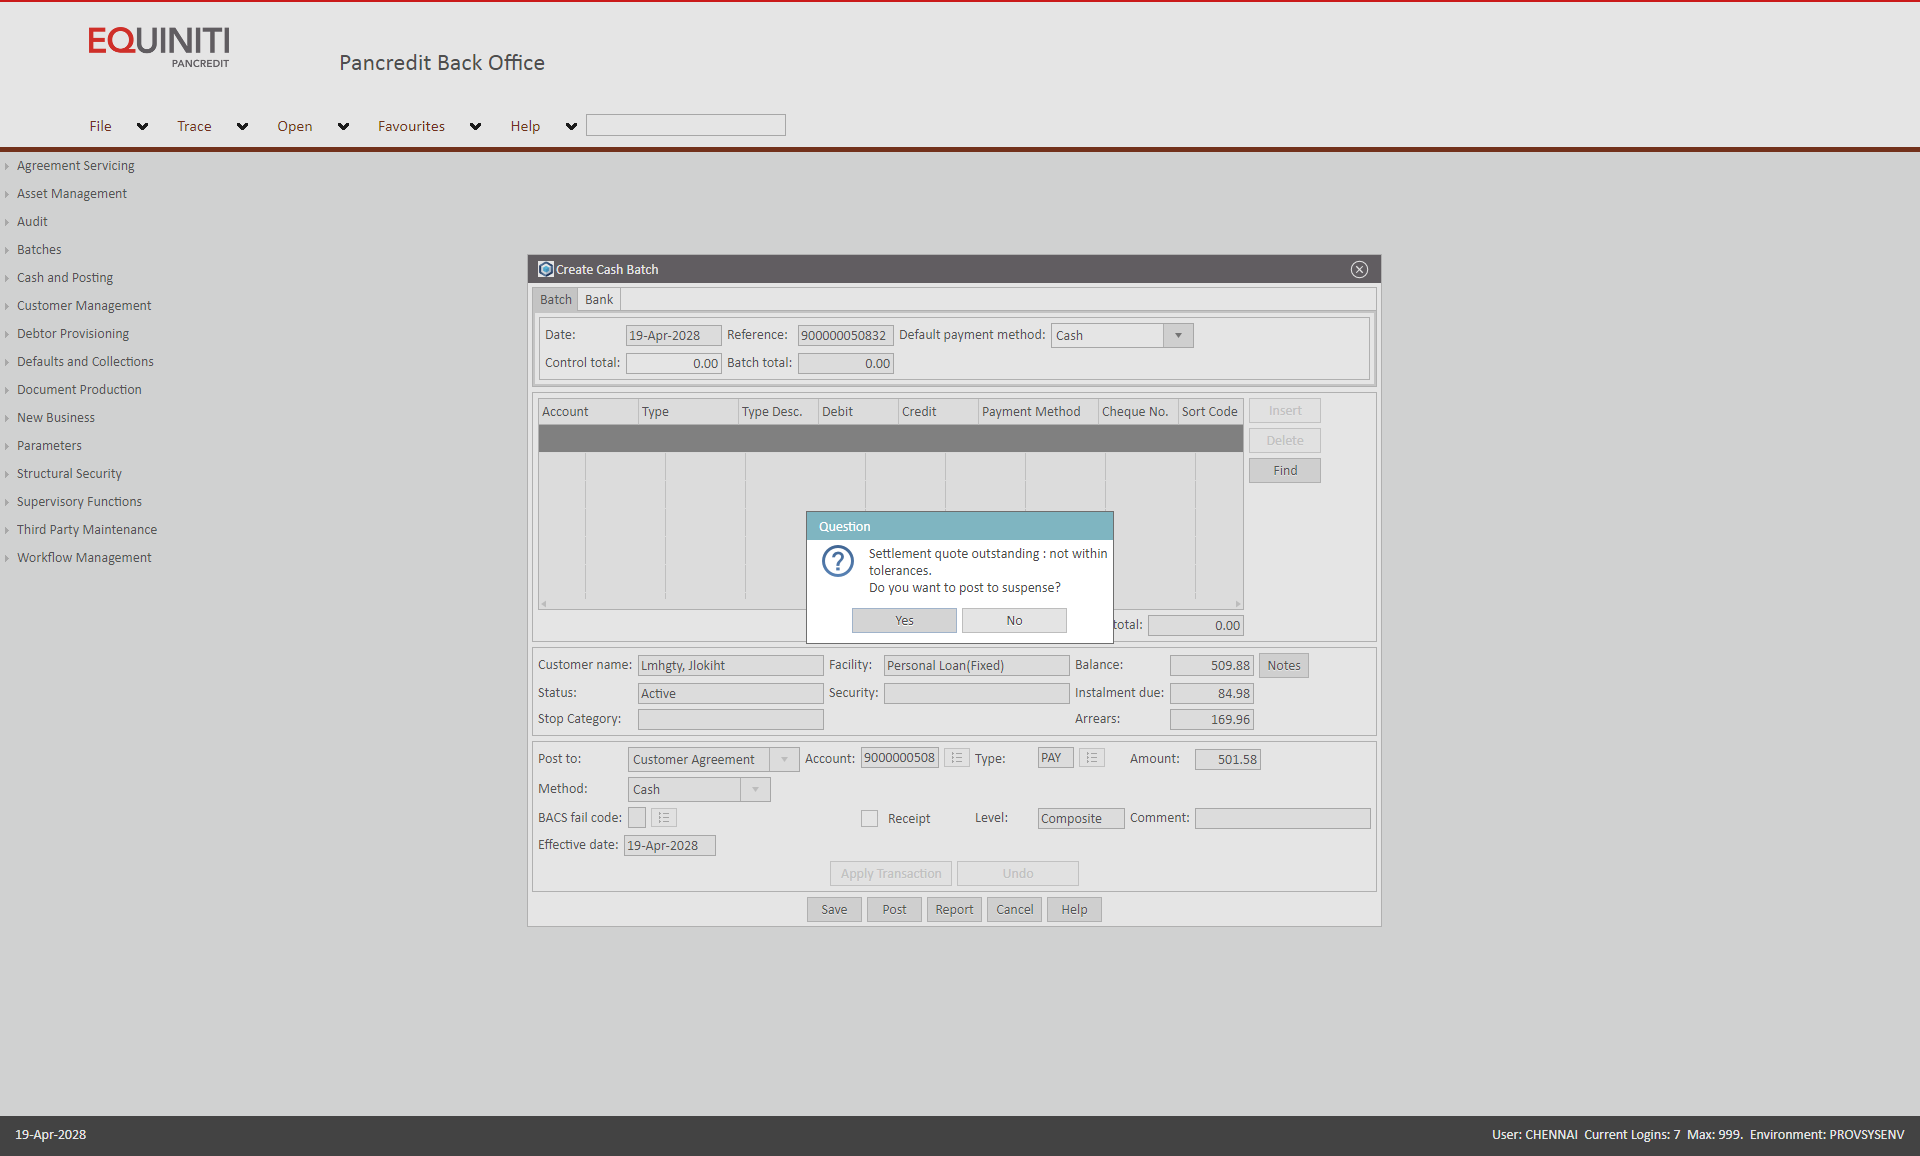 EQUINITI
PANCREDIT
Pancredit Back Office
File Trace Open Favourites Help
Agreement Servicing
Asset Management
Audit
Batches
Cash and Posting
Customer Management
Debtor Provisioning
Defaults and Collections
Document Production
New Business
Parameters
Structural Security
Supervisory Functions
Third Party Maintenance
Workflow Management
Create Cash Batch
Batch Bank
Date: 19-Apr-2028 Reference: 900000050832 Default payment method: Cash
Control total: 0.00 Batch total: 0.00
Account Type Type Desc. Debit Credit Payment Method Cheque No. Sort Code
Insert
Delete
Find
Question
Settlement quote outstanding : not within
tolerances.
Do you want to post to suspense?
Yes No
total: 0.00
Customer name: Lmhgty, Jlokiht Facility: Personal Loan(Fixed) Balance: 509.88 Notes
Status: Active Security: Instalment due: 84.98
Stop Category: Arrears: 169.96
Post to: Customer Agreement Account: 9000000508 Type: PAY Amount: 501.58
Method: Cash
BACS fail code: Receipt Level: Composite Comment:
Effective date: 19-Apr-2028
Apply Transaction Undo
Save Post Report Cancel Help
19-Apr-2028 User: CHENNAI Current Logins: 7 Max: 999. Environment: PROVSYSENV